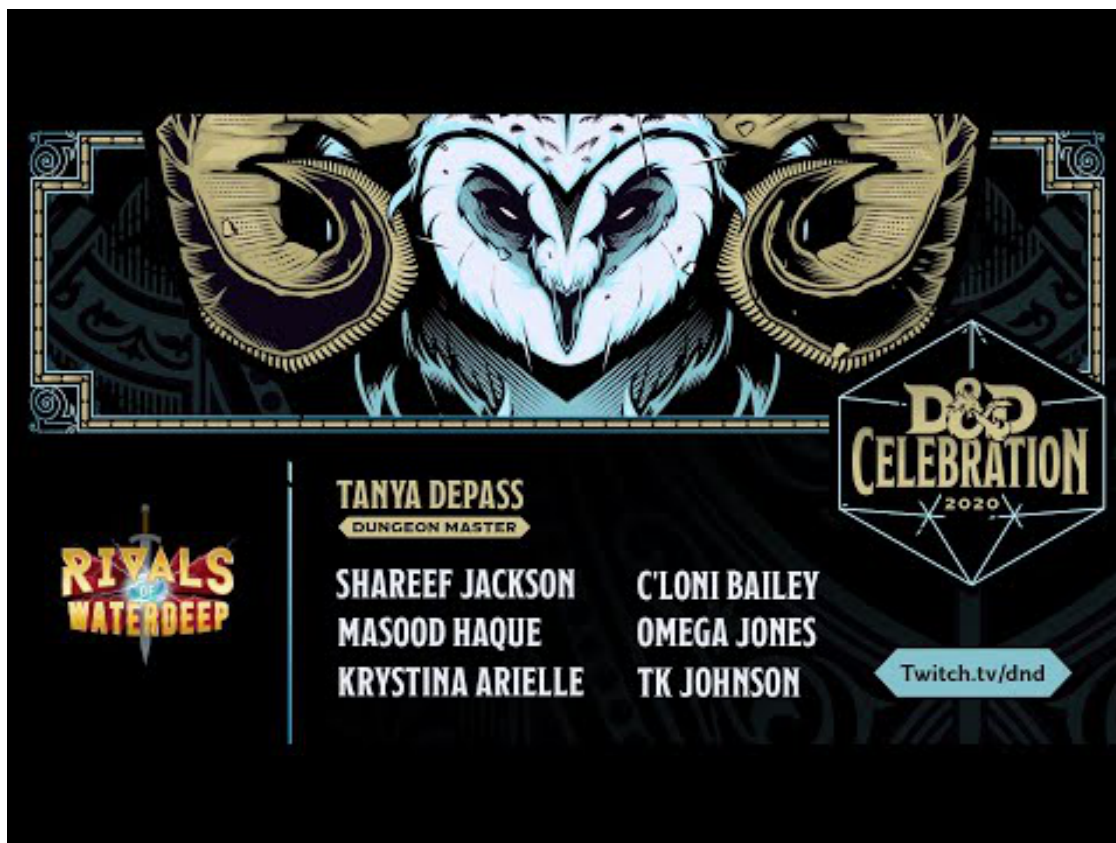 D&D
CELEBRATION
2020
RIVALS
OF
WATERDEEP
TANYA DEPASS
DUNGEON MASTER
SHAREEF JACKSON
MASOOD HAQUE
KRYSTINA ARIELLE
C'LONI BAILEY
OMEGA JONES
TK JOHNSON
Twitch.tv/dnd